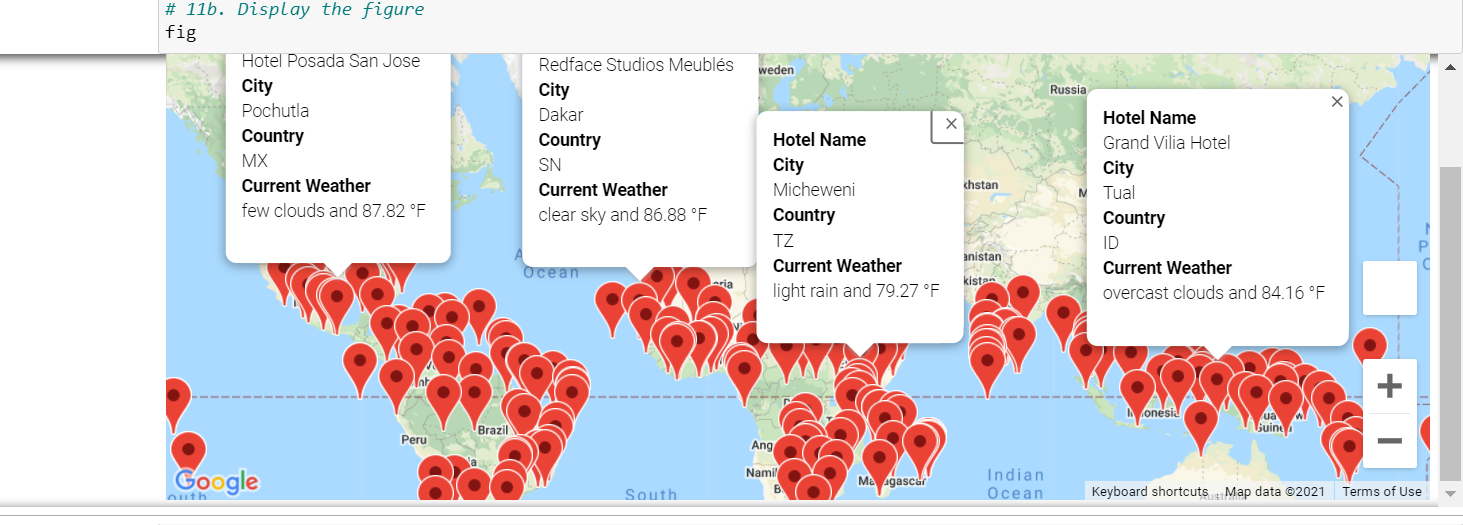 # 11b. Display the figure
fig
Hotel Posada San Jose
City
Pochutla
Country
MX
Current Weather
few clouds and 87.82 °F
Redface Studios Meublés
City
Dakar
Country
SN
Current Weather
clear sky and 86.88 °F
Hotel Name
City
Micheweni
Country
TZ
Current Weather
light rain and 79.27 °F
Hotel Name
Grand Vilia Hotel
City
Tual
Country
ID
Current Weather
overcast clouds and 84.16 °F
weden
Russia
khstan
anistan
kistan
Ocean
eria
Peru
Brazil
Ang
Namil
Madagascar
Indonesia
Guinea
South
Indian
Ocean
Australia
Google
Keyboard shortcuts
Map data ©2021
Terms of Use